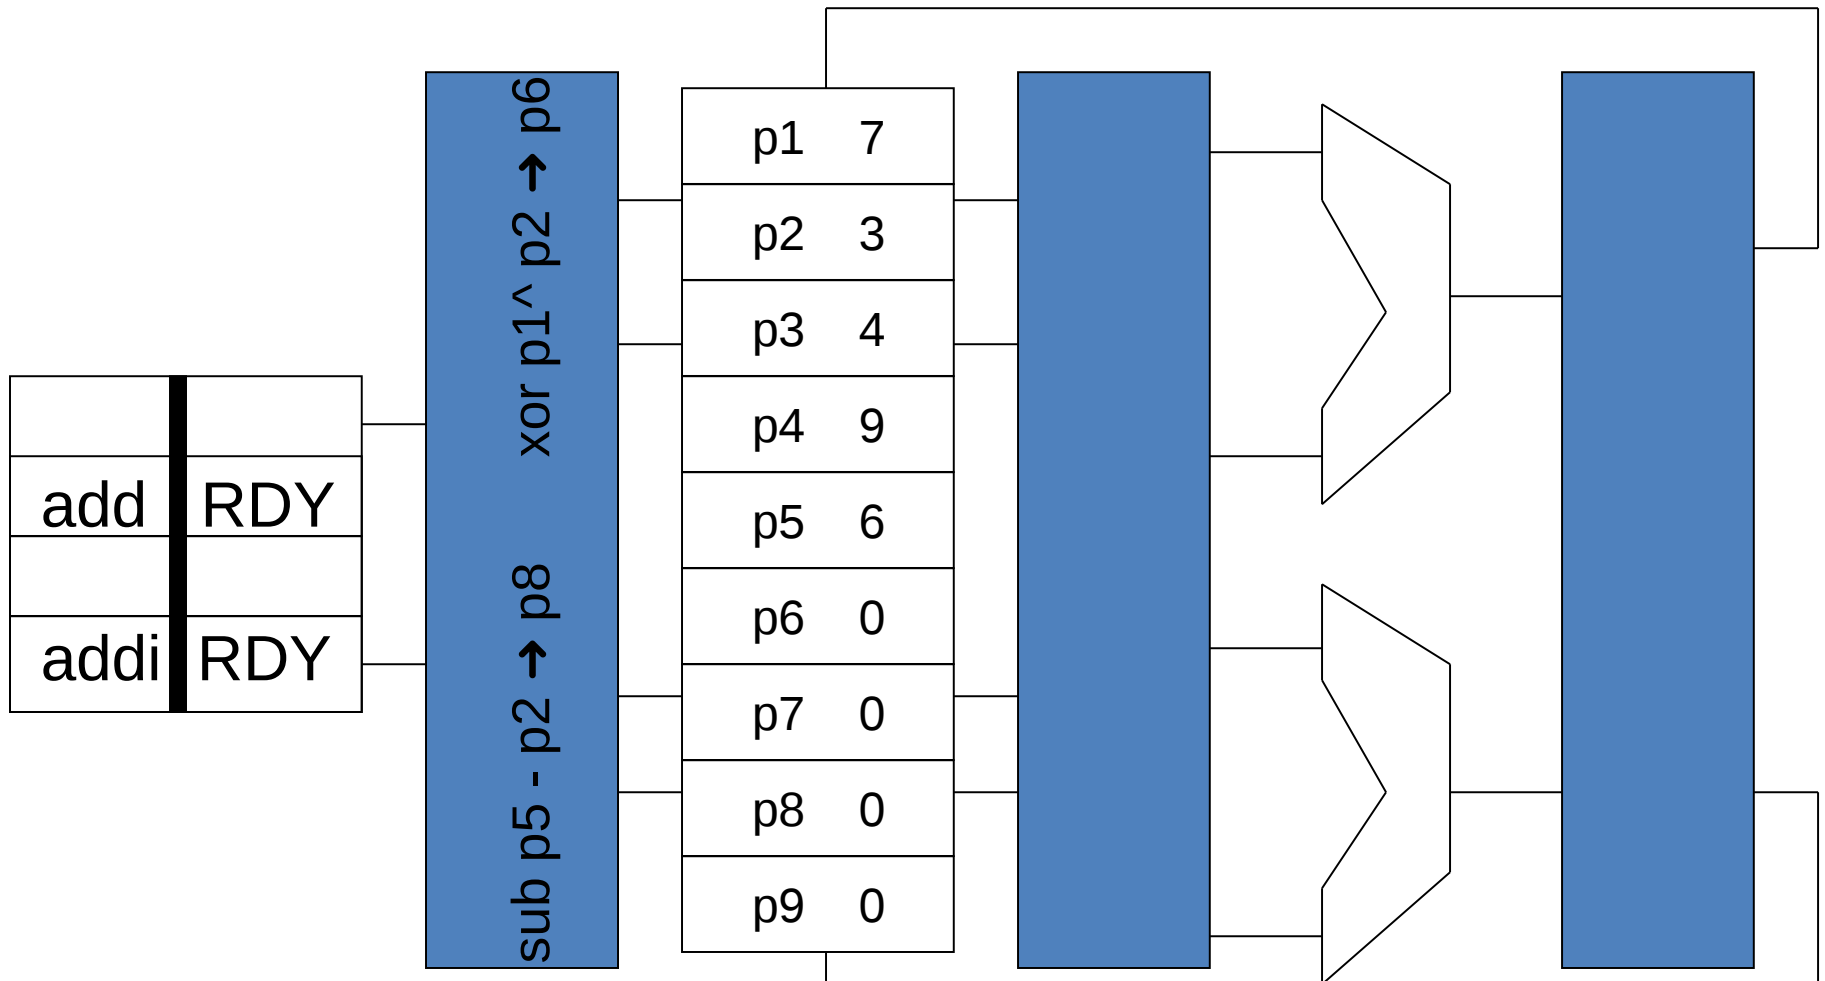 add RDY
addi RDY
xor p1^ p2 → p6
sub p5 - p2 → p8
p1 7
p2 3
p3 4
p4 9
p5 6
p6 0
p7 0
p8 0
p9 0